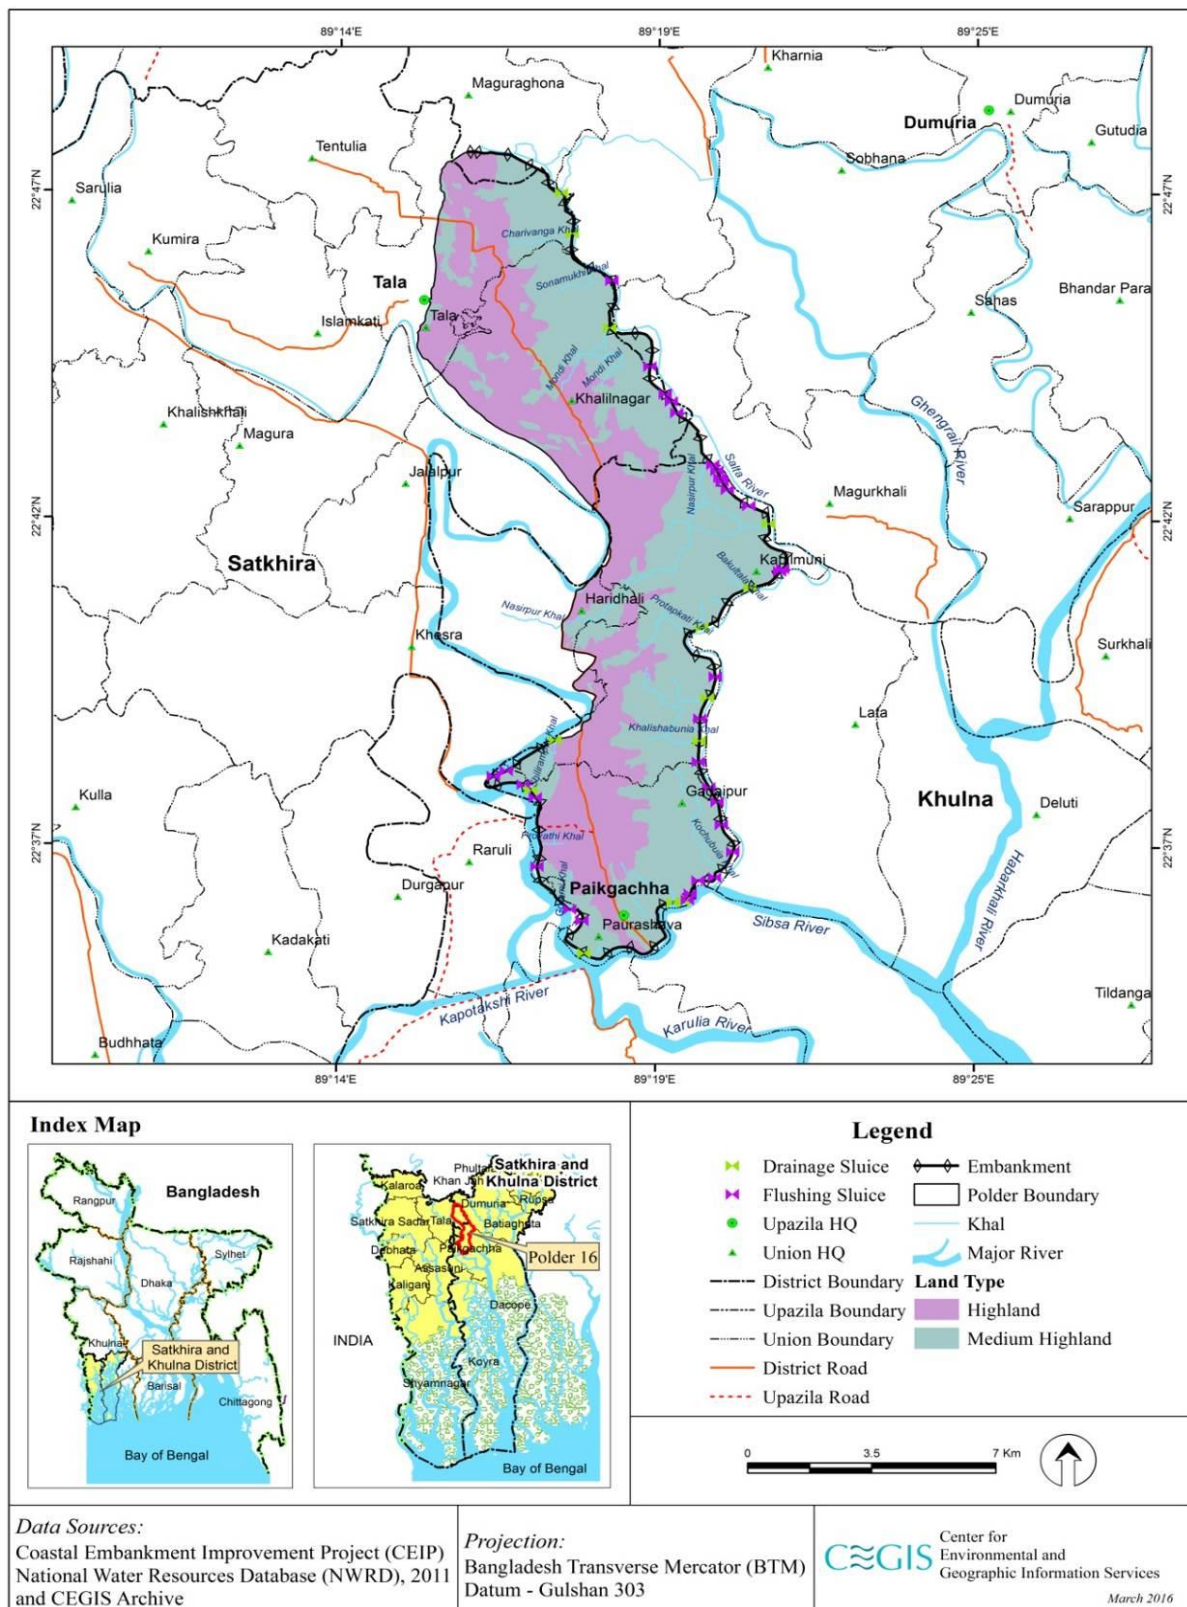 89°14'E
89°19'E
89°25'E
Kharnia
Maguraghona
Dumuria
Dumuria
Gutudia
Tentulia
Sobhana
22°47'N
22°47'N
Sarulia
Charivanga Khal
Kumira
Sonamukhi Khal
Tala
Bhandar Para
Sahas
Tala
Islamkati
Mondi Khal
Mondi Khal
Khalilnagar
Khalishkhali
Magura
Ghengrail River
Salta River
Nasirpur Khal
Jalalpur
Magurkhali
Sarappur
22°42'N
22°42'N
Satkhira
Kapilmuni
Bakultala Khal
Haridhali
Protapkati Khal
Nasirpur Khal
Khesra
Surkhali
Lata
Khalishabunia Khal
Kulla
Gadaipur
Khulna
Deluti
22°37'N
22°37'N
Raruli
Paikgachha
Durgapur
Habarkhali River
Paurashava
Sibsa River
Kadakati
Kapotakshi River
Tildanga
Karulia River
Budhhata
89°14'E
89°19'E
89°25'E
Index Map
Bangladesh
Rangpur
Rajshahi
Sylhet
Dhaka
Khulna
Satkhira and
Khulna District
Barisal
Chittagong
Bay of Bengal
Satkhira and
Khulna District
Kalaroa
Khan Jah
Dumuria
Rupsa
Satkhira Sadar
Tala
Batiaghata
Debhata
Paikgachha
Polder 16
Assasuni
Kaliganj
Dacope
INDIA
Koyra
Shyamnagar
Bay of Bengal
Legend
Drainage Sluice
Flushing Sluice
Upazila HQ
Union HQ
District Boundary
Upazila Boundary
Union Boundary
District Road
Upazila Road
Embankment
Polder Boundary
Khal
Major River
Land Type
Highland
Medium Highland
0 3.5 7 Km
Data Sources:
Coastal Embankment Improvement Project (CEIP)
National Water Resources Database (NWRD), 2011
and CEGIS Archive
Projection:
Bangladesh Transverse Mercator (BTM)
Datum - Gulshan 303
CEGIS
Center for
Environmental and
Geographic Information Services
March 2016